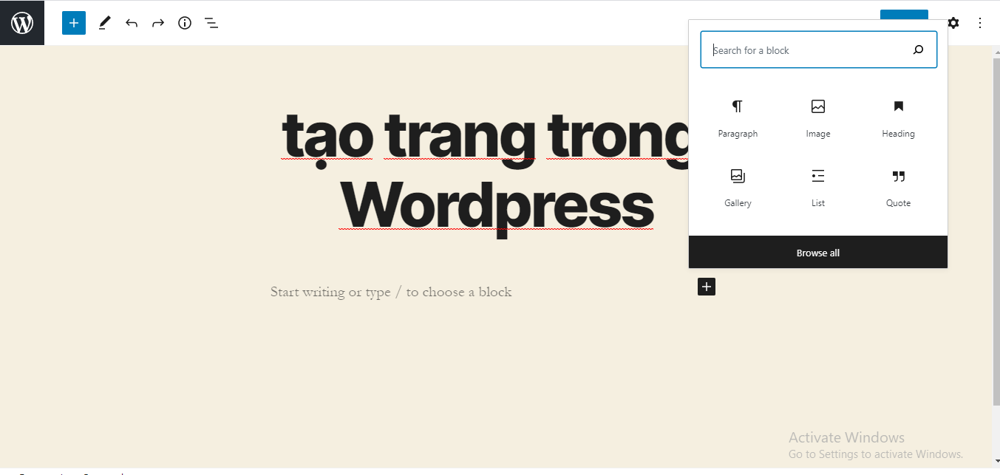 Search for a block
Paragraph
Image
Heading
Gallery
List
Quote
Browse all
tạo trang trong
Wordpress
Start writing or type / to choose a block
Activate Windows
Go to Settings to activate Windows.